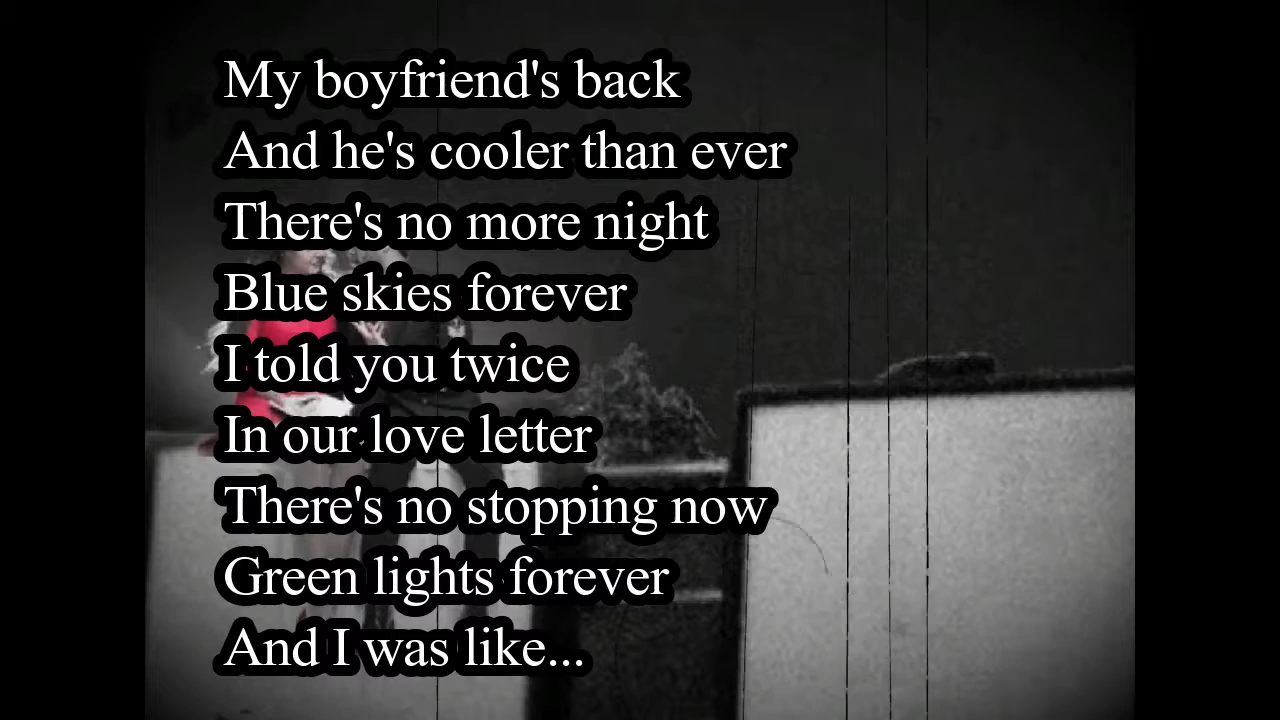 My boyfriend's back
And he's cooler than ever
There's no more night
Blue skies forever
I told you twice
In our love letter
There's no stopping now
Green lights forever
And I was like...